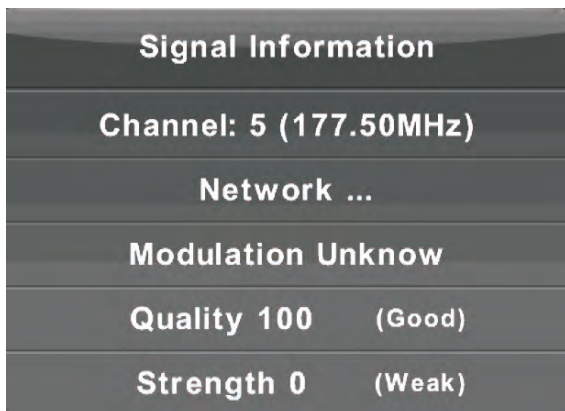 Signal Information
Channel: 5 (177.50MHz)
Network ...
Modulation Unknow
Quality 100 (Good)
Strength 0 (Weak)